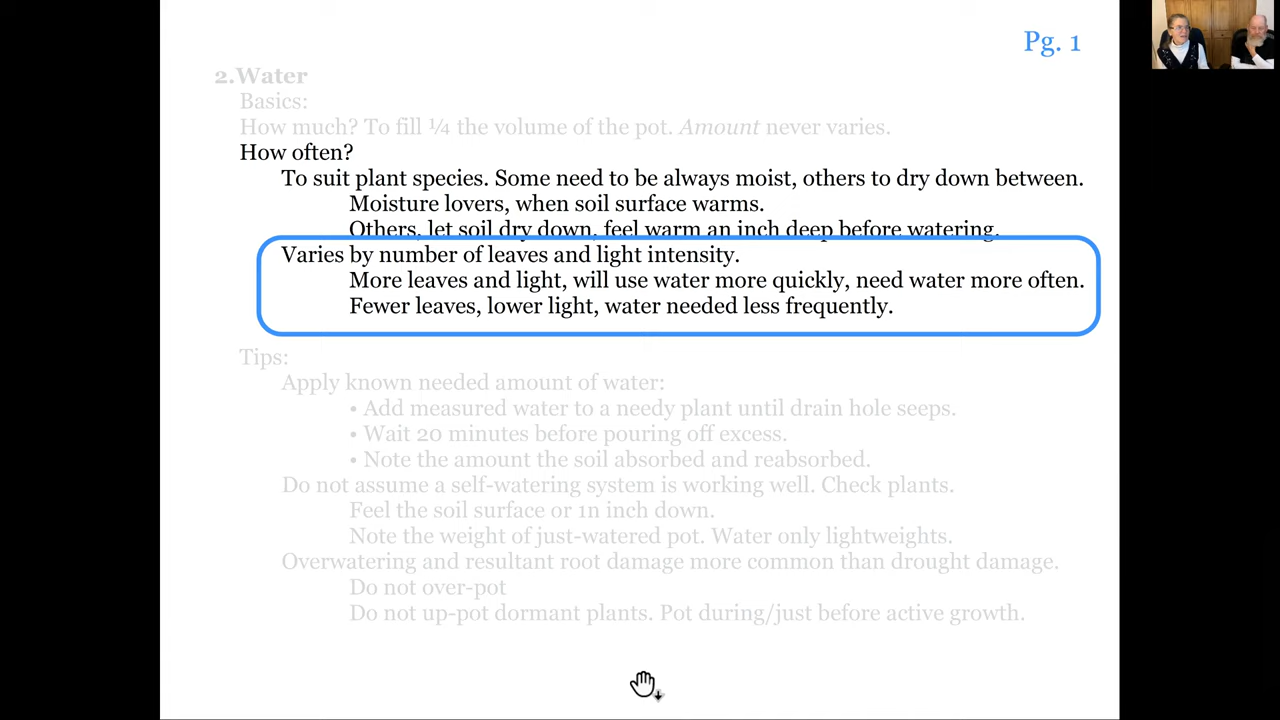 Pg. 1
2.Water
Basics:
How much? To fill ¼ the volume of the pot. Amount never varies.
How often?
To suit plant species. Some need to be always moist, others to dry down between.
Moisture lovers, when soil surface warms.
Others, let soil dry down, feel warm an inch deep before watering.
Varies by number of leaves and light intensity.
More leaves and light, will use water more quickly, need water more often.
Fewer leaves, lower light, water needed less frequently.
Tips:
Apply known needed amount of water:
• Add measured water to a needy plant until drain hole seeps.
• Wait 20 minutes before pouring off excess.
• Note the amount the soil absorbed and reabsorbed.
Do not assume a self-watering system is working well. Check plants.
Feel the soil surface or 1n inch down.
Note the weight of just-watered pot. Water only lightweights.
Overwatering and resultant root damage more common than drought damage.
Do not over-pot
Do not up-pot dormant plants. Pot during/just before active growth.